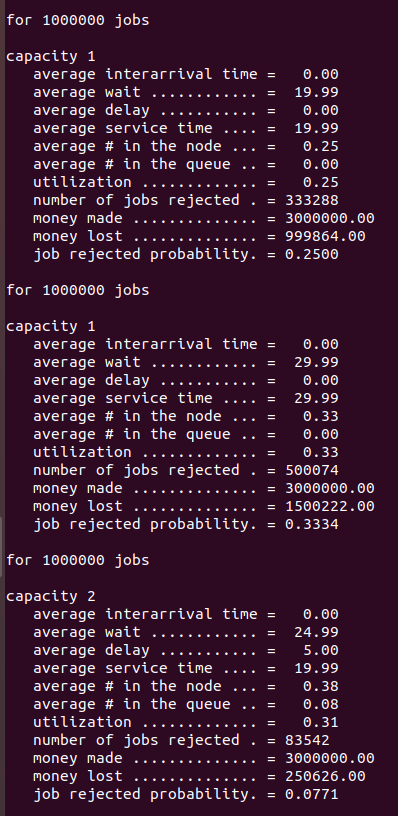 for 1000000 jobs
capacity 1
average interarrival time = 0.00
average wait ............ = 19.99
average delay ........... = 0.00
average service time .... = 19.99
average # in the node ... = 0.25
average # in the queue .. = 0.00
utilization ............. = 0.25
number of jobs rejected . = 333288
money made .............. = 3000000.00
money lost .............. = 999864.00
job rejected probability. = 0.2500
for 1000000 jobs
capacity 1
average interarrival time = 0.00
average wait ............ = 29.99
average delay ........... = 0.00
average service time .... = 29.99
average # in the node ... = 0.33
average # in the queue .. = 0.00
utilization ............. = 0.33
number of jobs rejected . = 500074
money made .............. = 3000000.00
money lost .............. = 1500222.00
job rejected probability. = 0.3334
for 1000000 jobs
capacity 2
average interarrival time = 0.00
average wait ............ = 24.99
average delay ........... = 5.00
average service time .... = 19.99
average # in the node ... = 0.38
average # in the queue .. = 0.08
utilization ............. = 0.31
number of jobs rejected . = 83542
money made .............. = 3000000.00
money lost .............. = 250626.00
job rejected probability. = 0.0771